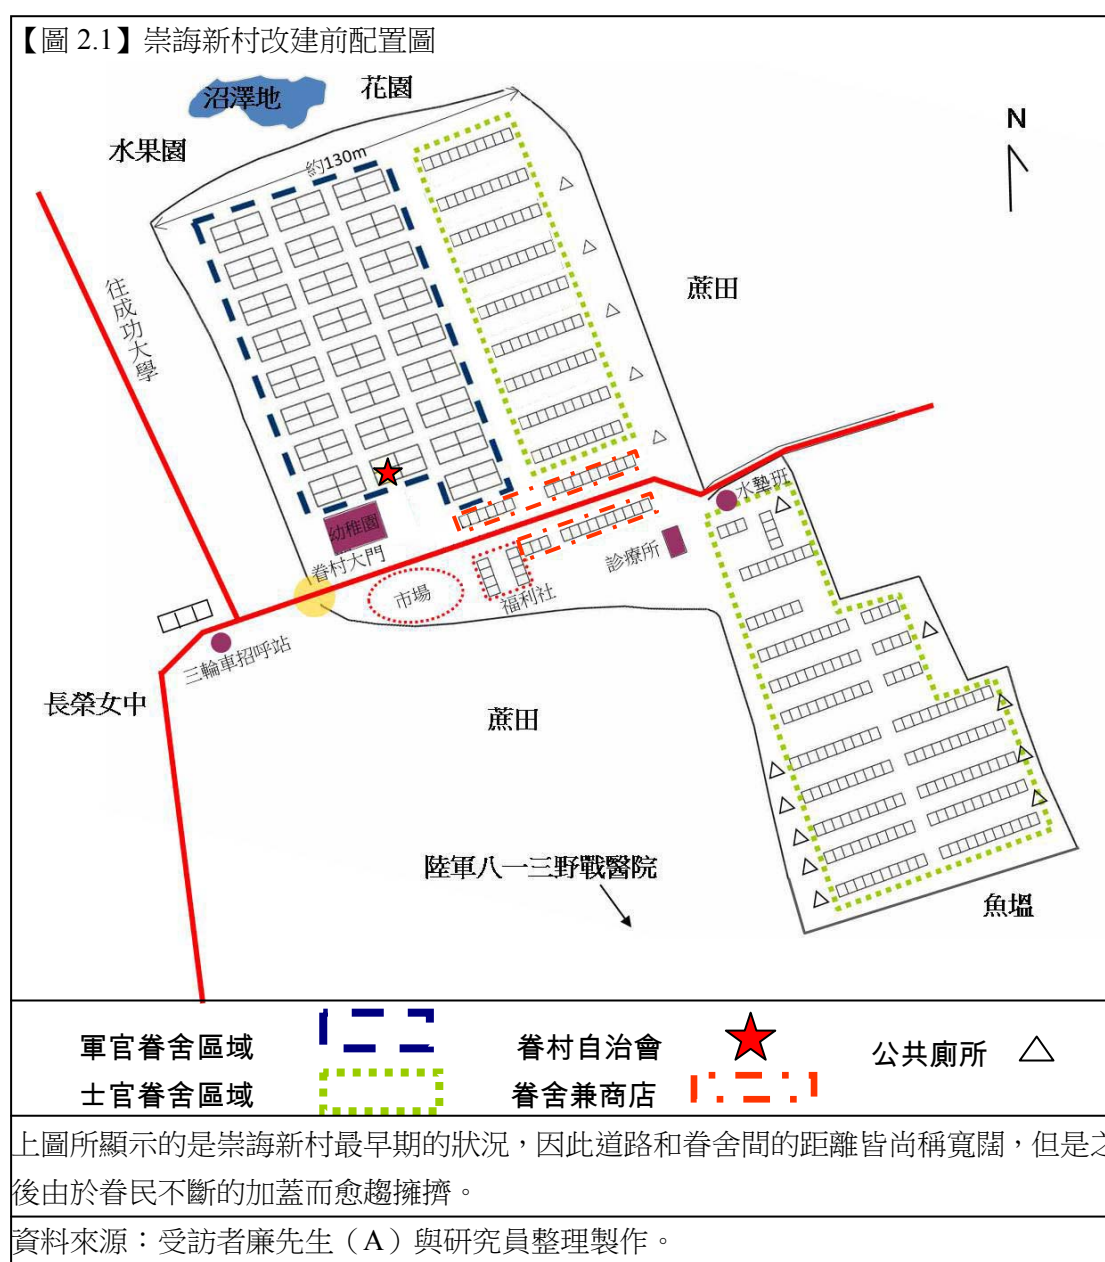 【圖 2.1】崇誨新村改建前配置圖
沼澤地
花園
水果園
約130m
N
往成功大學
蔗田
水墊班
幼稚園
眷村大門
市場
福利社
診療所
三輪車招呼站
長榮女中
蔗田
陸軍八一三野戰醫院
魚塭
軍官眷舍區域
眷村自治會
公共廁所
士官眷舍區域
眷舍兼商店
上圖所顯示的是崇誨新村最早期的狀況，因此道路和眷舍間的距離皆尚稱寬闊，但是之
後由於眷民不斷的加蓋而愈趨擁擠。
資料來源：受訪者廉先生（A）與研究員整理製作。